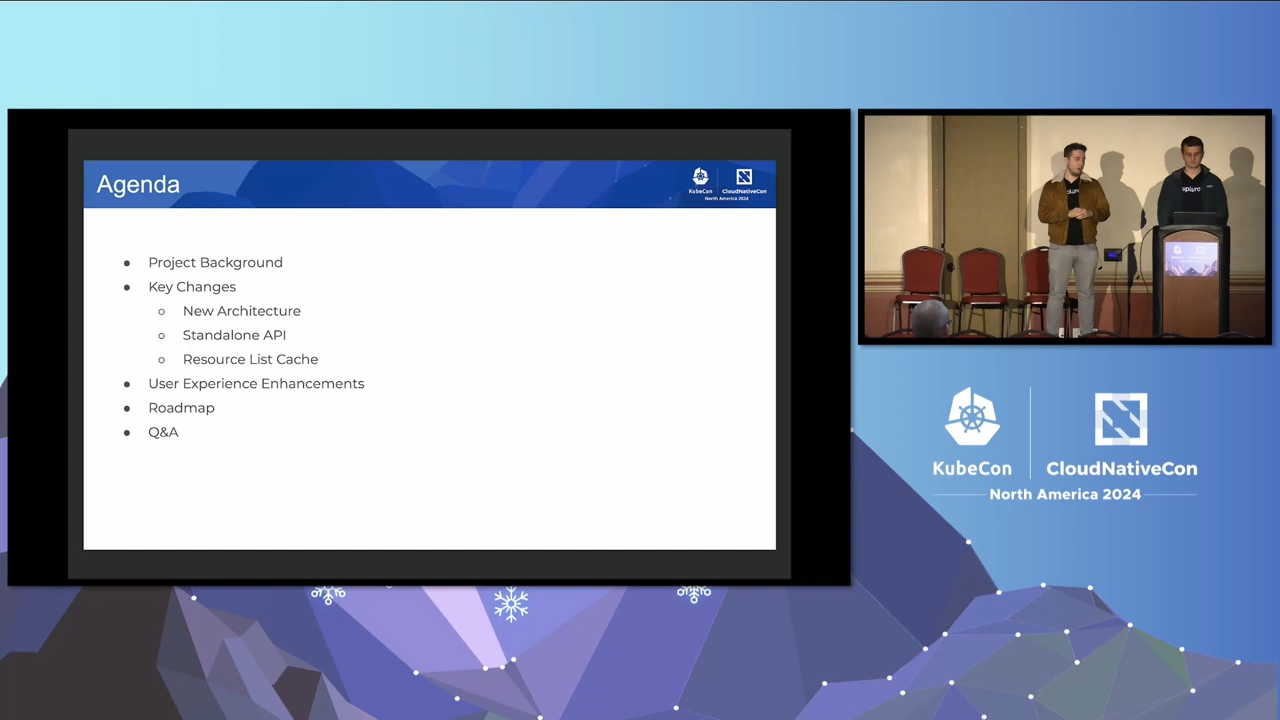 Agenda
KubeCon
CloudNativeCon
North America 2024
Project Background
Key Changes
New Architecture
Standalone API
Resource List Cache
User Experience Enhancements
Roadmap
Q&A
KubeCon
CloudNativeCon
North America 2024